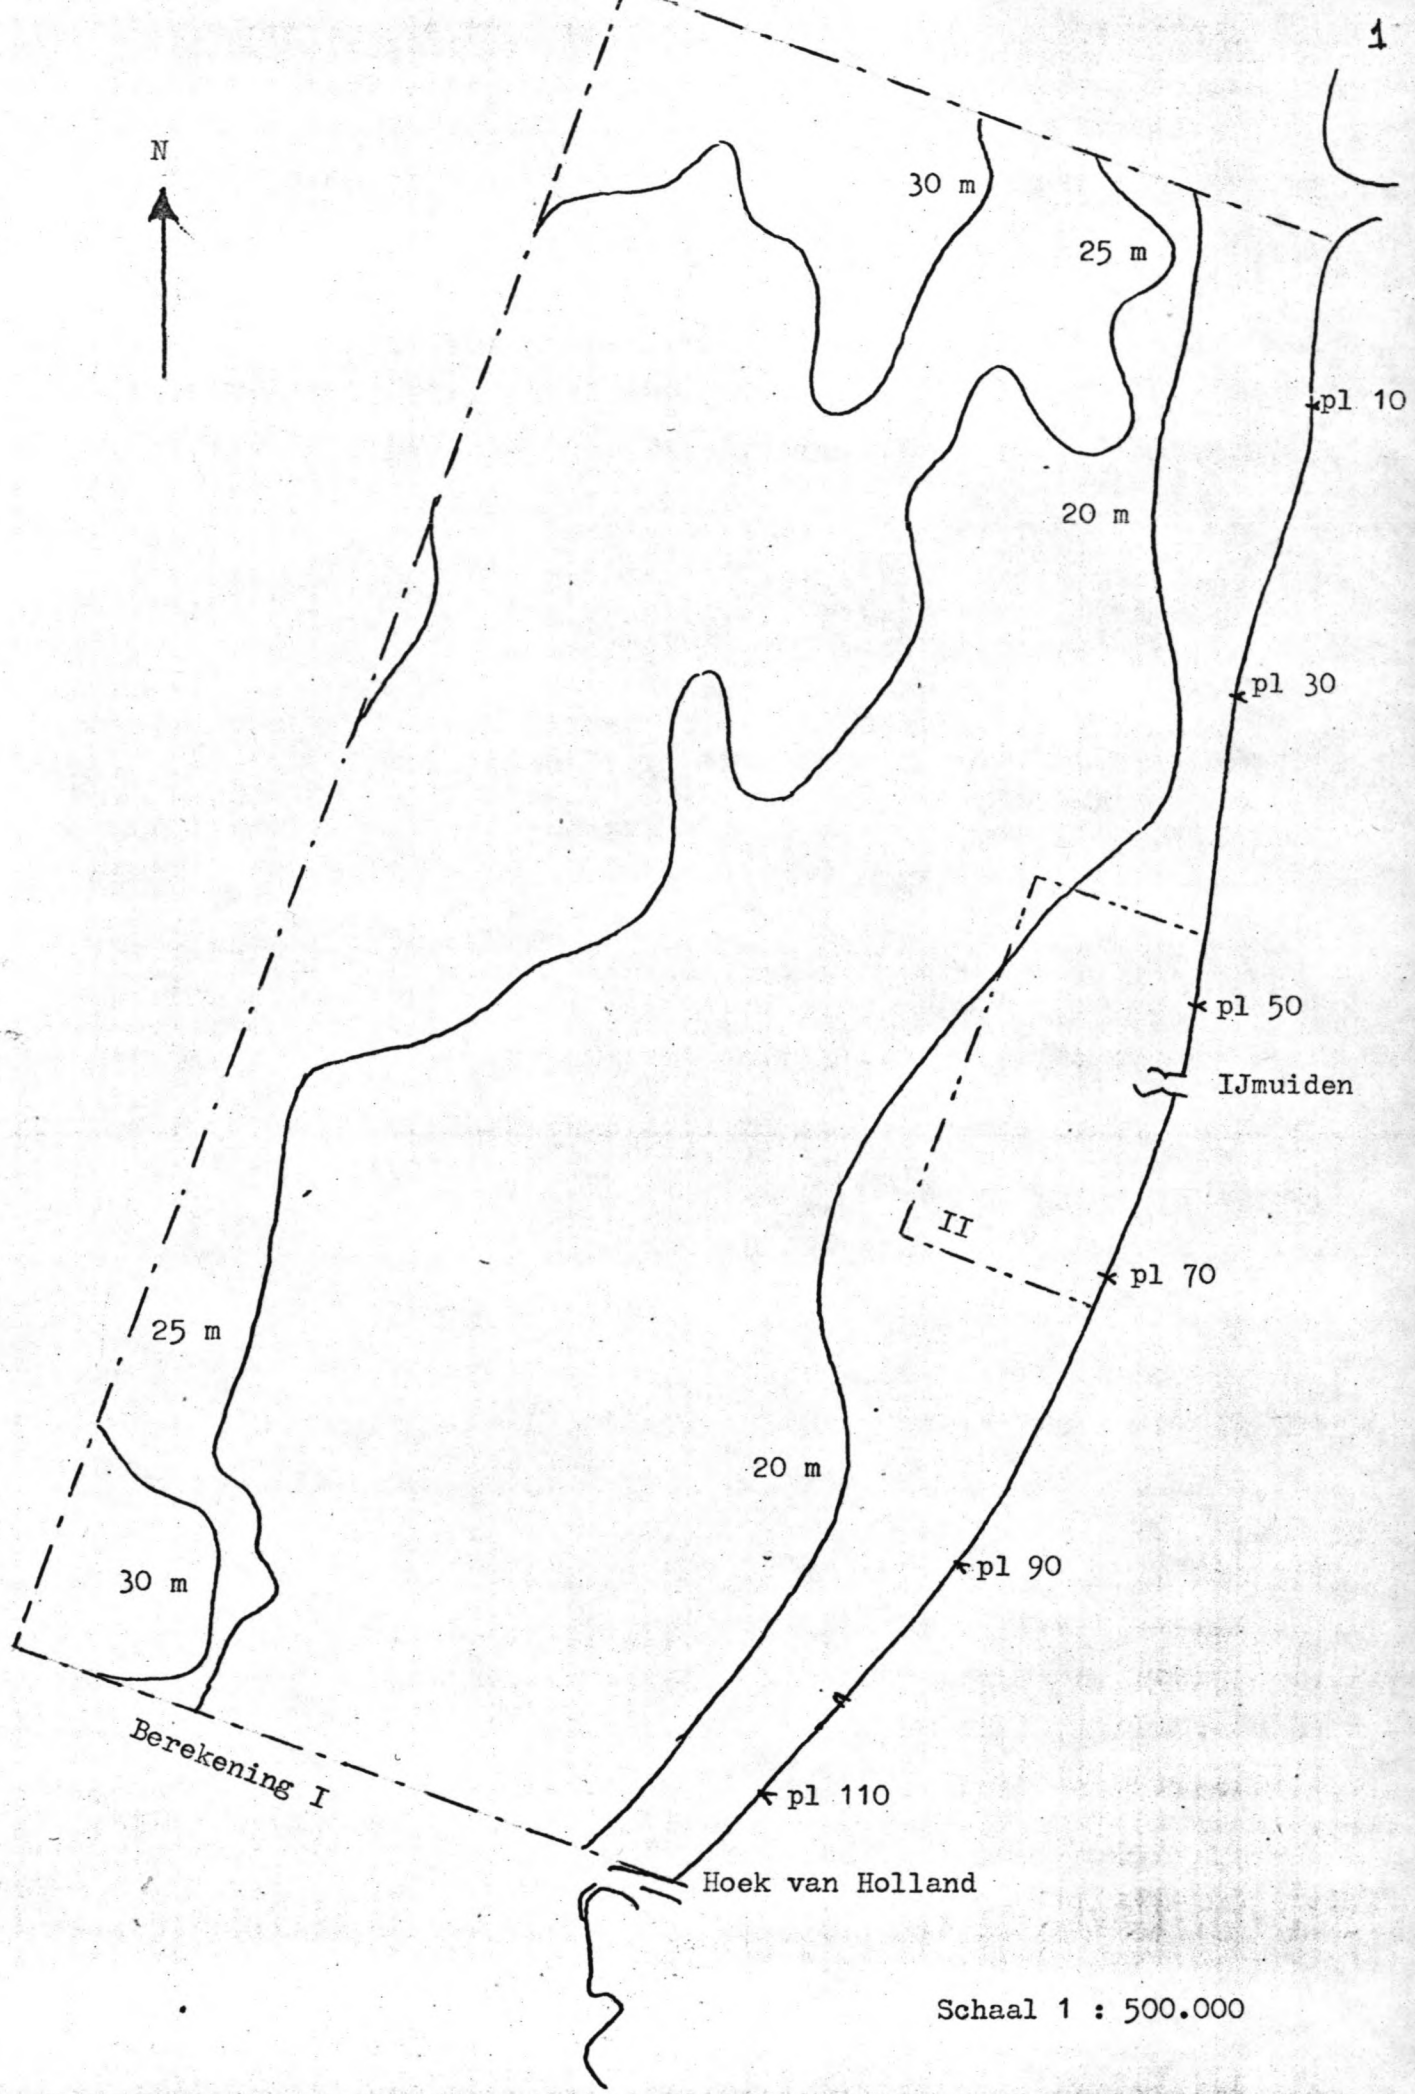 1
N
30 m
25 m
pl 10
20 m
pl 30
pl 50
IJmuiden
II
pl 70
25 m
20 m
30 m
pl 90
Berekening I
pl 110
Hoek van Holland
Schaal 1 : 500.000